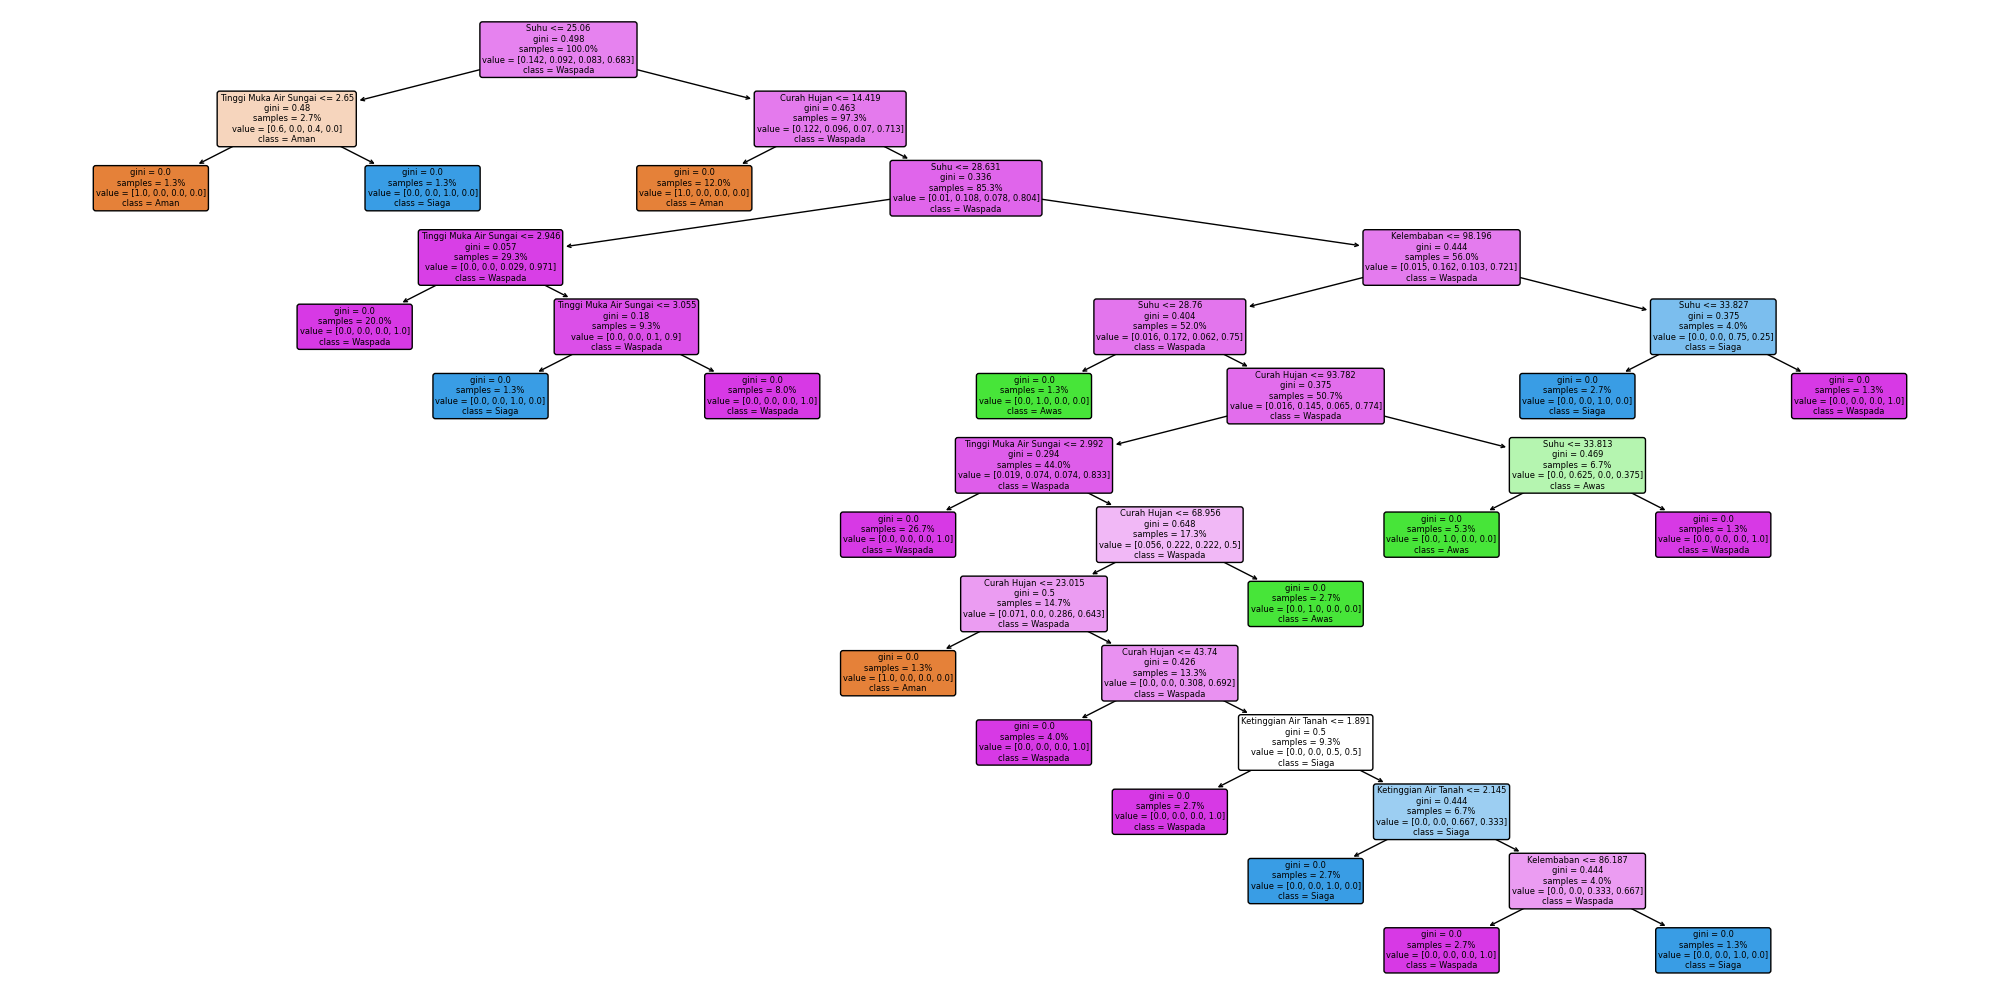 Suhu <= 25.06
gini = 0.498
samples = 100.0%
value = [0.142, 0.092, 0.083, 0.683]
class = Waspada
Tinggi Muka Air Sungai <= 2.65
gini = 0.48
samples = 2.7%
value = [0.6, 0.0, 0.4, 0.0]
class = Aman
Curah Hujan <= 14.419
gini = 0.463
samples = 97.3%
value = [0.122, 0.096, 0.07, 0.713]
class = Waspada
gini = 0.0
samples = 1.3%
value = [1.0, 0.0, 0.0, 0.0]
class = Aman
gini = 0.0
samples = 1.3%
value = [0.0, 0.0, 1.0, 0.0]
class = Siaga
gini = 0.0
samples = 12.0%
value = [1.0, 0.0, 0.0, 0.0]
class = Aman
Suhu <= 28.631
gini = 0.336
samples = 85.3%
value = [0.01, 0.108, 0.078, 0.804]
class = Waspada
Tinggi Muka Air Sungai <= 2.946
gini = 0.057
samples = 29.3%
value = [0.0, 0.0, 0.029, 0.971]
class = Waspada
Kelembaban <= 98.196
gini = 0.444
samples = 56.0%
value = [0.015, 0.162, 0.103, 0.721]
class = Waspada
gini = 0.0
samples = 20.0%
value = [0.0, 0.0, 0.0, 1.0]
class = Waspada
Tinggi Muka Air Sungai <= 3.055
gini = 0.18
samples = 9.3%
value = [0.0, 0.0, 0.1, 0.9]
class = Waspada
Suhu <= 28.76
gini = 0.404
samples = 52.0%
value = [0.016, 0.172, 0.062, 0.75]
class = Waspada
Suhu <= 33.827
gini = 0.375
samples = 4.0%
value = [0.0, 0.0, 0.75, 0.25]
class = Siaga
gini = 0.0
samples = 1.3%
value = [0.0, 0.0, 1.0, 0.0]
class = Siaga
gini = 0.0
samples = 8.0%
value = [0.0, 0.0, 0.0, 1.0]
class = Waspada
gini = 0.0
samples = 1.3%
value = [0.0, 1.0, 0.0, 0.0]
class = Awas
Curah Hujan <= 93.782
gini = 0.375
samples = 50.7%
value = [0.016, 0.145, 0.065, 0.774]
class = Waspada
gini = 0.0
samples = 2.7%
value = [0.0, 0.0, 1.0, 0.0]
class = Siaga
gini = 0.0
samples = 1.3%
value = [0.0, 0.0, 0.0, 1.0]
class = Waspada
Tinggi Muka Air Sungai <= 2.992
gini = 0.294
samples = 44.0%
value = [0.019, 0.074, 0.074, 0.833]
class = Waspada
Suhu <= 33.813
gini = 0.469
samples = 6.7%
value = [0.0, 0.625, 0.0, 0.375]
class = Awas
gini = 0.0
samples = 26.7%
value = [0.0, 0.0, 0.0, 1.0]
class = Waspada
Curah Hujan <= 68.956
gini = 0.648
samples = 17.3%
value = [0.056, 0.222, 0.222, 0.5]
class = Waspada
gini = 0.0
samples = 5.3%
value = [0.0, 1.0, 0.0, 0.0]
class = Awas
gini = 0.0
samples = 1.3%
value = [0.0, 0.0, 0.0, 1.0]
class = Waspada
Curah Hujan <= 23.015
gini = 0.5
samples = 14.7%
value = [0.071, 0.0, 0.286, 0.643]
class = Waspada
gini = 0.0
samples = 2.7%
value = [0.0, 1.0, 0.0, 0.0]
class = Awas
gini = 0.0
samples = 1.3%
value = [1.0, 0.0, 0.0, 0.0]
class = Aman
Curah Hujan <= 43.74
gini = 0.426
samples = 13.3%
value = [0.0, 0.0, 0.308, 0.692]
class = Waspada
gini = 0.0
samples = 4.0%
value = [0.0, 0.0, 0.0, 1.0]
class = Waspada
Ketinggian Air Tanah <= 1.891
gini = 0.5
samples = 9.3%
value = [0.0, 0.0, 0.5, 0.5]
class = Siaga
gini = 0.0
samples = 2.7%
value = [0.0, 0.0, 0.0, 1.0]
class = Waspada
Ketinggian Air Tanah <= 2.145
gini = 0.444
samples = 6.7%
value = [0.0, 0.0, 0.667, 0.333]
class = Siaga
gini = 0.0
samples = 2.7%
value = [0.0, 0.0, 1.0, 0.0]
class = Siaga
Kelembaban <= 86.187
gini = 0.444
samples = 4.0%
value = [0.0, 0.0, 0.333, 0.667]
class = Waspada
gini = 0.0
samples = 2.7%
value = [0.0, 0.0, 0.0, 1.0]
class = Waspada
gini = 0.0
samples = 1.3%
value = [0.0, 0.0, 1.0, 0.0]
class = Siaga